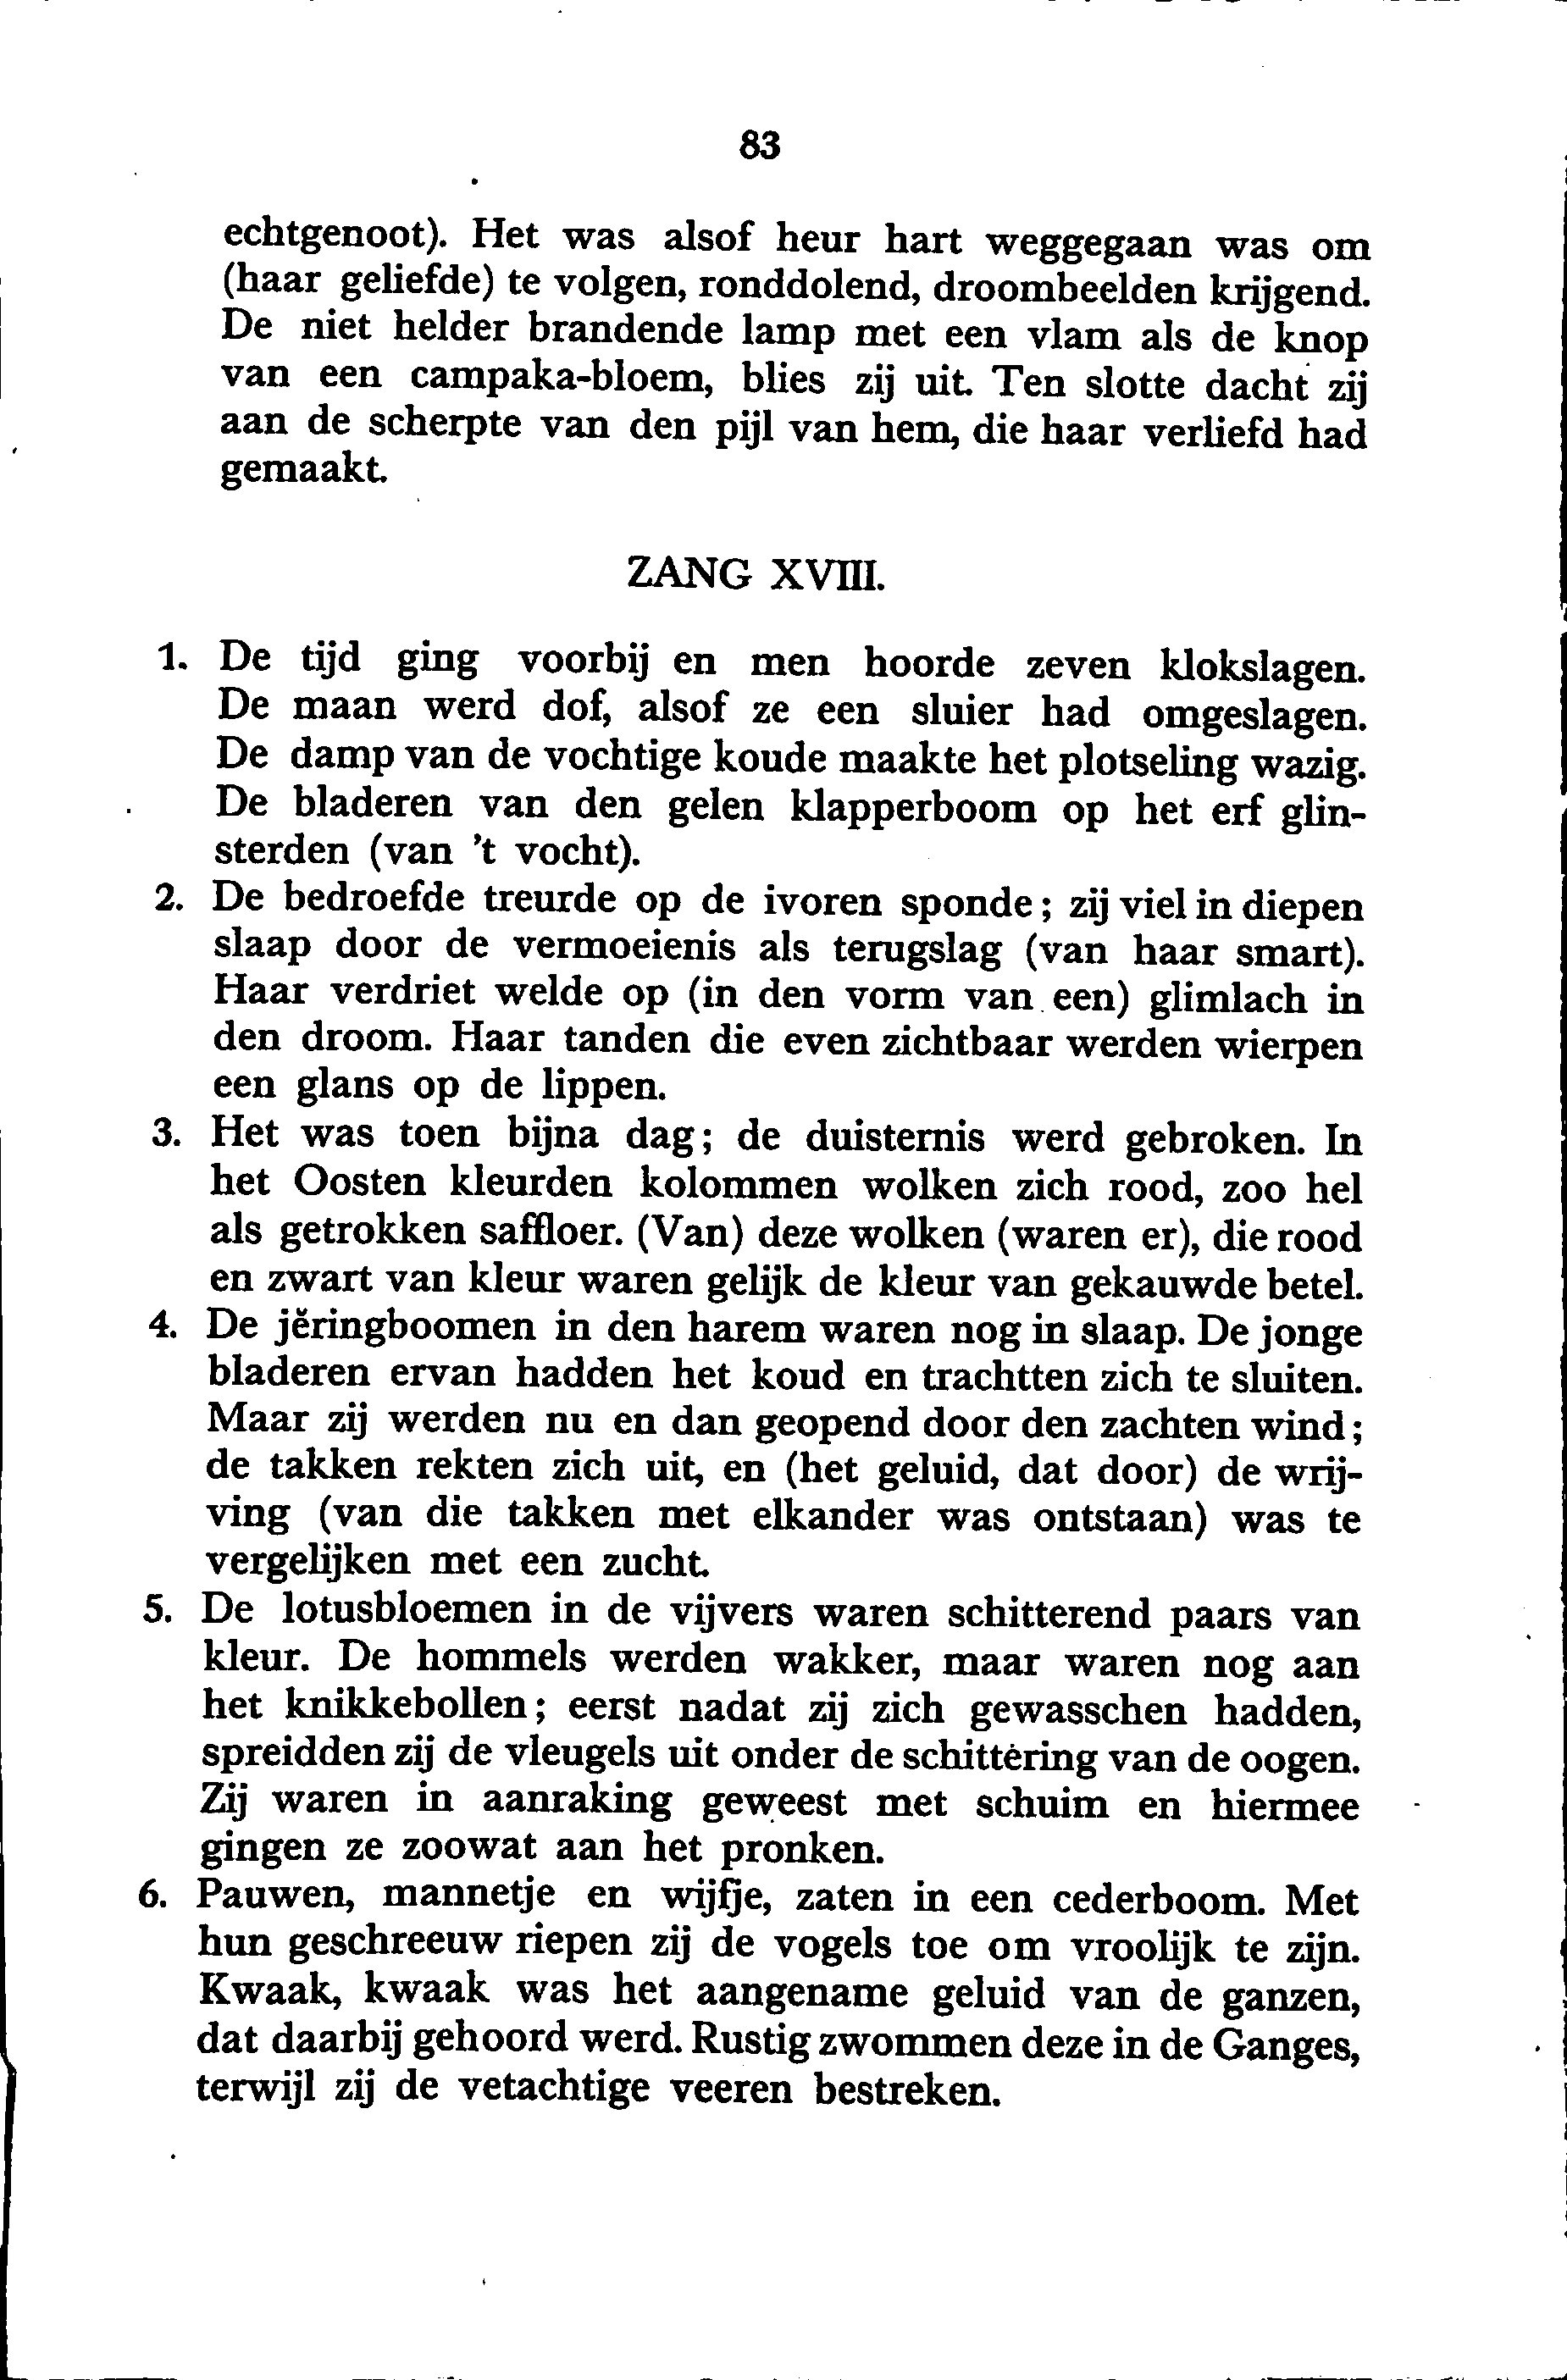 83
echtgenoot). Het was alsof heur hart weggegaan was om
(haar geliefde) te volgen, ronddolend, droombeelden krijgend.
De niet helder brandende lamp met een vlam als de knop
van een campaka-bloem, blies zij uit. Ten slotte dacht zij
aan de scherpte van den pijl van hem, die haar verliefd had
gemaakt.
ZANG XVIII.
1. De tijd ging voorbij en men hoorde zeven klokslagen.
De maan werd dof, alsof ze een sluier had omgeslagen.
De damp van de vochtige koude maakte het plotseling wazig.
De bladeren van den gelen klapperboom op het erf glin-
sterden (van 't vocht).
2. De bedroefde treurde op de ivoren sponde; zij viel in diepen
slaap door de vermoeienis als terugslag (van haar smart).
Haar verdriet welde op (in den vorm van een) glimlach in
den droom. Haar tanden die even zichtbaar werden wierpen
een glans op de lippen.
3. Het was toen bijna dag; de duisternis werd gebroken. In
het Oosten kleurden kolommen wolken zich rood, zoo hel
als getrokken saffloer. (Van) deze wolken (waren er), die rood
en zwart van kleur waren gelijk de kleur van gekauwde betel.
4. De jěringboomen in den harem waren nog in slaap. De jonge
bladeren ervan hadden het koud en trachtten zich te sluiten.
Maar zij werden nu en dan geopend door den zachten wind;
de takken rekten zich uit, en (het geluid, dat door) de wrij-
ving (van die takken met elkander was ontstaan) was te
vergelijken met een zucht.
5. De lotusbloemen in de vijvers waren schitterend paars van
kleur. De hommels werden wakker, maar waren nog aan
het knikkebollen; eerst nadat zij zich gewasschen hadden,
spreidden zij de vleugels uit onder de schittering van de oogen.
Zij waren in aanraking geweest met schuim en hiermee
gingen ze zoowat aan het pronken.
6. Pauwen, mannetje en wijfje, zaten in een cederboom. Met
hun geschreeuw riepen zij de vogels toe om vroolijk te zijn.
Kwaak, kwaak was het aangename geluid van de ganzen,
dat daarbij gehoord werd. Rustig zwommen deze in de Ganges,
terwijl zij de vetachtige veeren bestreken.